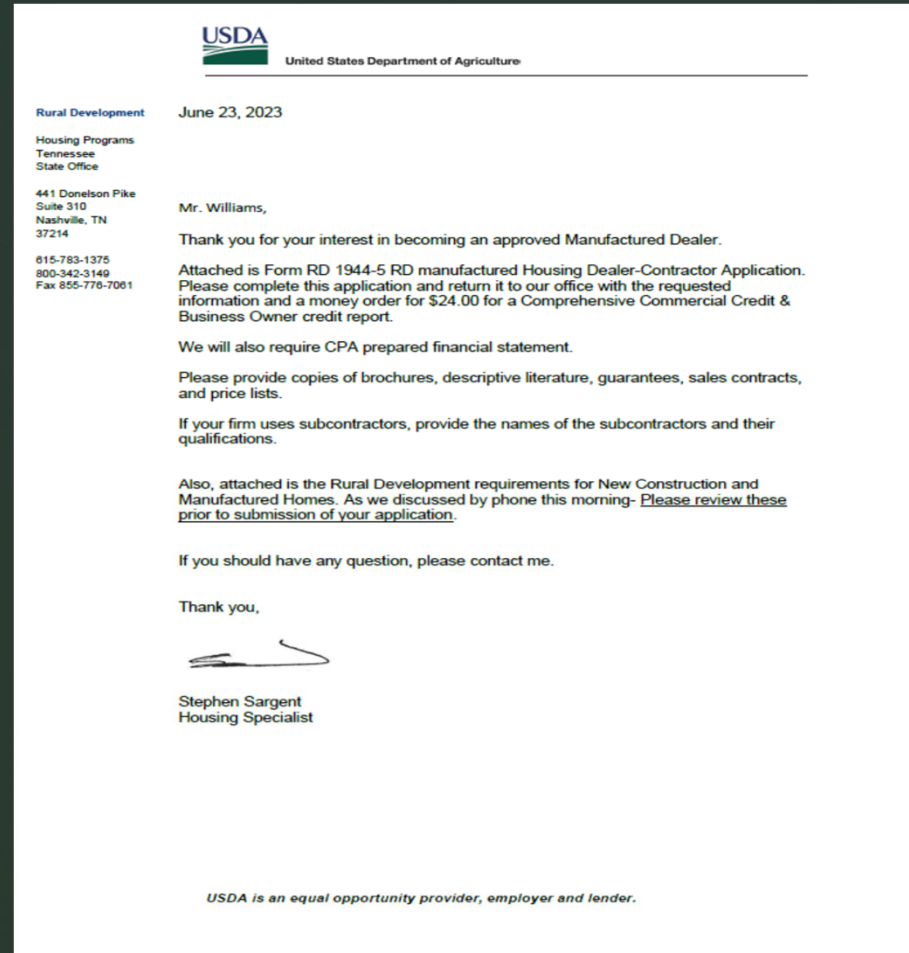 USDA
United States Department of Agriculture
Rural Development
Housing Programs
Tennessee
State Office
441 Donelson Pike
Suite 310
Nashville, TN
37214
615-783-1375
800-342-3149
Fax 855-776-7061
June 23, 2023
Mr. Williams,
Thank you for your interest in becoming an approved Manufactured Dealer.
Attached is Form RD 1944-5 RD manufactured Housing Dealer-Contractor Application.
Please complete this application and return it to our office with the requested
information and a money order for $24.00 for a Comprehensive Commercial Credit &
Business Owner credit report.
We will also require CPA prepared financial statement.
Please provide copies of brochures, descriptive literature, guarantees, sales contracts,
and price lists.
If your firm uses subcontractors, provide the names of the subcontractors and their
qualifications.
Also, attached is the Rural Development requirements for New Construction and
Manufactured Homes. As we discussed by phone this morning- Please review these
prior to submission of your application.
If you should have any question, please contact me.
Thank you,
Stephen Sargent
Housing Specialist
USDA is an equal opportunity provider, employer and lender.